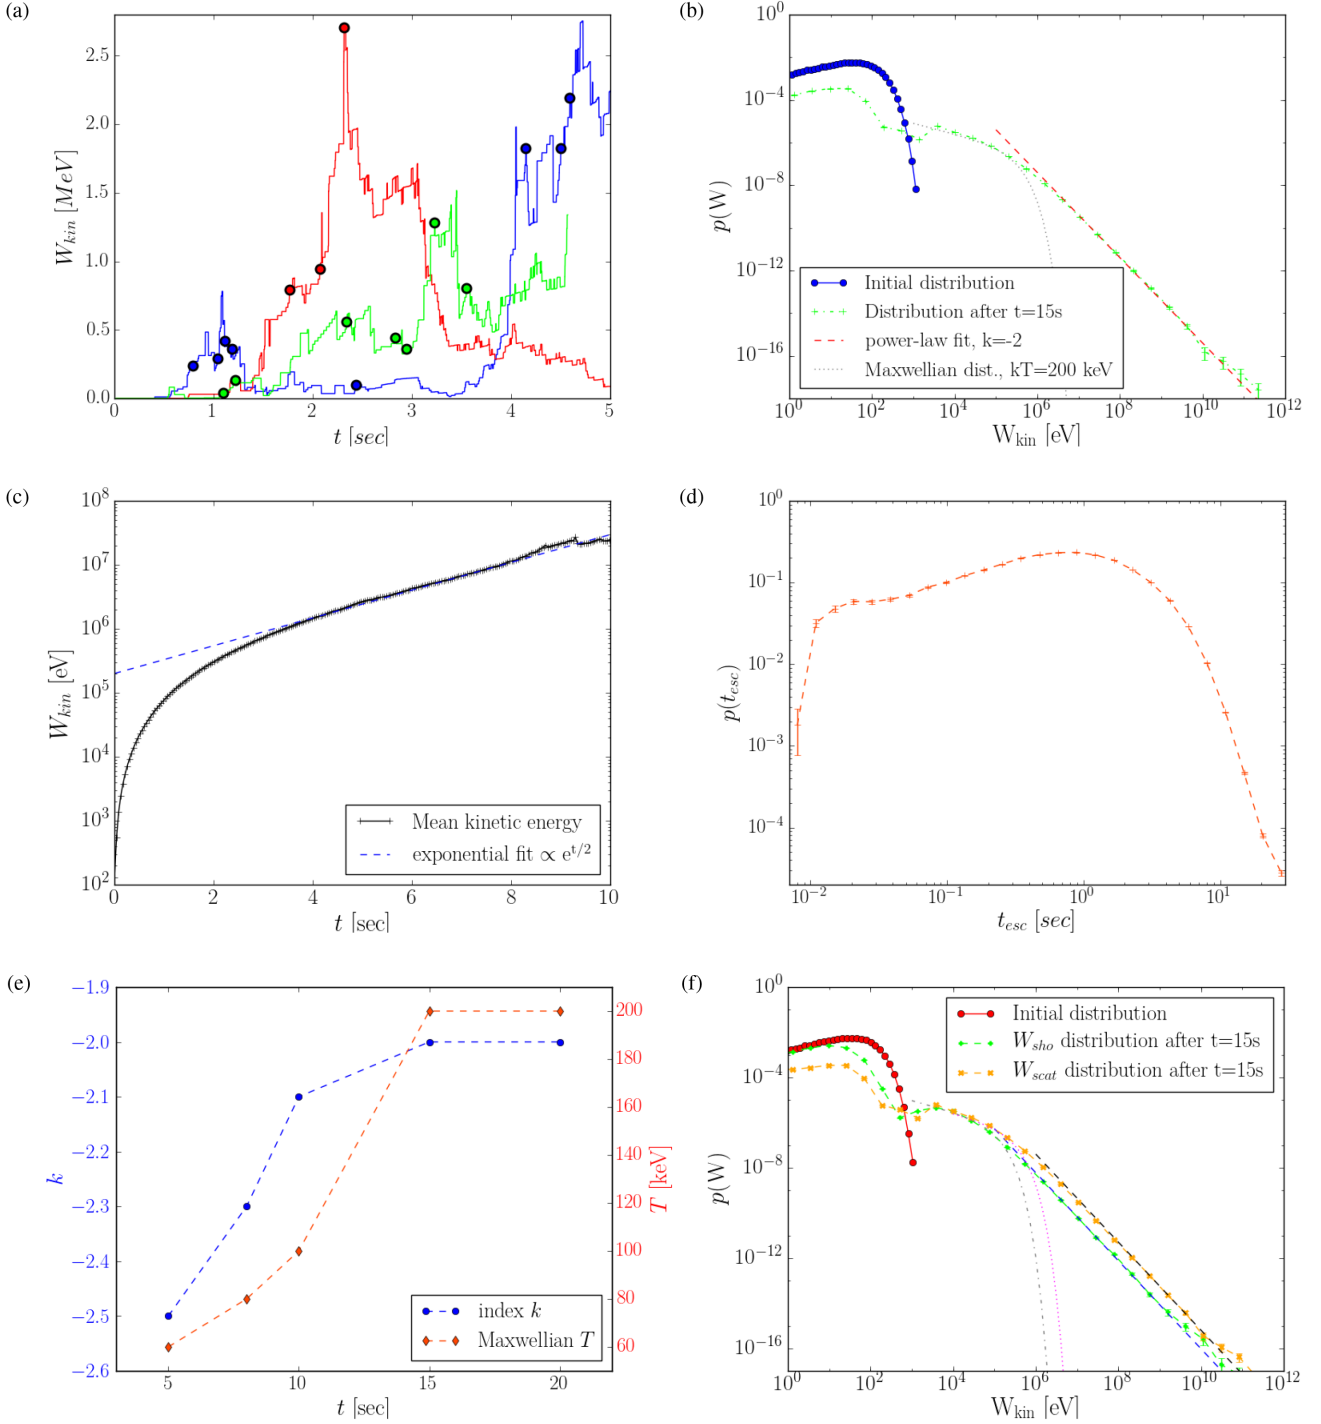 (a)
2.5
2.0
1.5
1.0
0.5
0.0
W_kin [MeV]
0 1 2 3 4 5
t [sec]
(b)
10^0
10^-4
10^-8
10^-12
10^-16
p(W)
Initial distribution
Distribution after t=15s
power-law fit, k=-2
Maxwellian dist., kT=200 keV
10^0 10^2 10^4 10^6 10^8 10^10 10^12
W_kin [eV]
(c)
10^8
10^7
10^6
10^5
10^4
10^3
10^2
W_kin [eV]
Mean kinetic energy
exponential fit ∝ e^t/2
0 2 4 6 8 10
t [sec]
(d)
10^0
10^-1
10^-2
10^-3
10^-4
p(t_esc)
10^-2 10^-1 10^0 10^1
t_esc [sec]
(e)
−1.9
−2.0
−2.1
−2.2
−2.3
−2.4
−2.5
−2.6
k
200
180
160
140
120
100
80
60
T [keV]
index k
Maxwellian T
5 10 15 20
t [sec]
(f)
10^0
10^-4
10^-8
10^-12
10^-16
p(W)
Initial distribution
W_sho distribution after t=15s
W_scat distribution after t=15s
10^0 10^2 10^4 10^6 10^8 10^10 10^12
W_kin [eV]